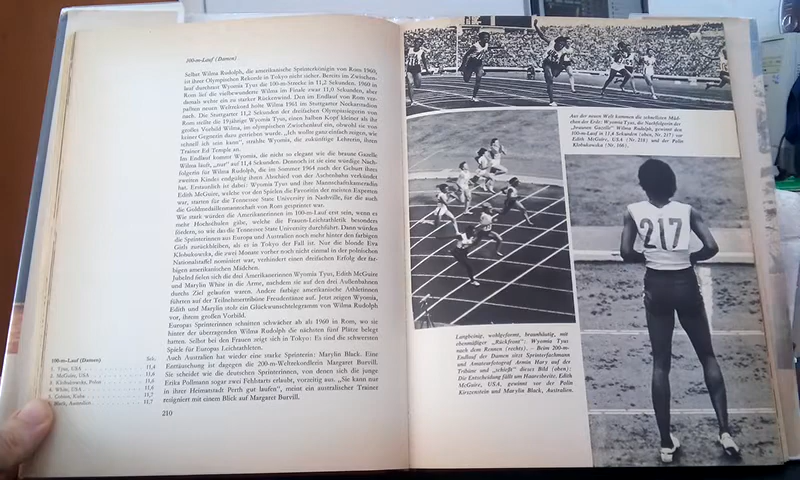 100-m-Lauf (Damen)
Selbst Wilma Rudolph, die amerikanische Sprinterkönigin von Rom 1960,
ist ihrer Olympischen Rekorde in Tokyo nicht sicher. Bereits im Zwischen-
lauf durchrast Wyomia Tyus die 100-m-Strecke in 11,2 Sekunden. 1960 in
Rom lief die vielbewunderte Wilma im Finale zwar 11,0 Sekunden, aber
damals wehte ein zu starker Rückenwind. Den im Endlauf von Rom ver-
paßten neuen Weltrekord holte Wilma 1961 im Stuttgarter Neckarstadion
nach. Die Stuttgarter 11,2 Sekunden der dreifachen Olympiasiegerin von
Rom stellte die 19jährige Wyomia Tyus, einen halben Kopf kleiner als ihr
großes Vorbild Wilma, im olympischen Zwischenlauf ein, obwohl sie von
keiner Gegnerin dazu getrieben wurde. „Ich wollte ganz einfach zeigen, wie
schnell ich sein kann“, strahlte Wyomia, die zukünftige Lehrerin, ihren
Trainer Ed Temple an.
Im Endlauf kommt Wyomia, die nicht so elegant wie die braune Gazelle
Wilma läuft, „nur“ auf 11,4 Sekunden. Dennoch ist sie eine würdige Nach-
folgerin für Wilma Rudolph, die im Sommer 1964 nach der Geburt ihres
zweiten Kindes endgültig ihren Abschied von der Aschenbahn verkündet
hat. Erstaunlich ist dabei: Wyomia Tyus und ihre Mannschaftskameradin
Edith McGuire, welche vor den Spielen die Favoritin der meisten Experten
war, starten für die Tennessee State University in Nashville, für die auch
die Goldmedaillenmannschaft von Rom gesprintet war.
Wie stark würden die Amerikanerinnen im 100-m-Lauf erst sein, wenn es
mehr Hochschulen gäbe, welche die Frauen-Leichtathletik besonders
fördern, so wie das die Tennessee State University durchführt. Dann würden
die Sprinterinnen aus Europa und Australien noch mehr hinter den farbigen
Girls zurückbleiben, als es in Tokyo der Fall ist. Nur die blonde Eva
Klobukowska, die zwei Monate vorher noch nicht einmal in der polnischen
Nationalstaffel nominiert war, verhindert einen dreifachen Erfolg der far-
bigen amerikanischen Mädchen.
Jubelnd fielen sich die drei Amerikanerinnen Wyomia Tyus, Edith McGuire
und Marylin White in die Arme, nachdem sie auf den drei Außenbahnen
durchs Ziel gelaufen waren. Andere farbige amerikanische Athletinnen
führten auf der Teilnehmertribüne Freudentänze auf. Jetzt zeigen Wyomia,
Edith und Marylin stolz ein Glückwunschtelegramm von Wilma Rudolph
vor, ihrem großen Vorbild.
Europas Sprinterinnen schnitten schwächer ab als 1960 in Rom, wo sie
hinter der überragenden Wilma Rudolph die nächsten fünf Plätze belegt
hatten. Selbst bei den Frauen zeigt sich in Tokyo: Es sind die schwersten
Spiele für Europas Leichtathleten.
Auch Australien hat wieder eine starke Sprinterin: Marylin Black. Eine
Enttäuschung ist dagegen die 200-m-Weltrekordlerin Margaret Burvill.
Sie scheidet wie die deutschen Sprinterinnen, von denen sich die junge
Erika Pollmann sogar zwei Fehlstarts erlaubt, vorzeitig aus. „Sie kann nur
in ihrer Heimatstadt Perth gut laufen“, meint ein australischer Trainer
resigniert mit einem Blick auf Margaret Burvill.
100-m-Lauf (Damen) Sek.
1. Tyus, USA 11,4
2. McGuire, USA 11,6
3. Klobukowska, Polen 11,6
4. White, USA 11,6
5. Cobian, Kuba 11,7
Black, Australien 11,7
210
Aus der neuen Welt kommen die schnellsten Mäd-
chen der Erde: Wyomia Tyus, die Nachfolgerin der
„braunen Gazelle“ Wilma Rudolph, gewinnt den
100-m-Lauf in 11,4 Sekunden (oben, Nr. 217) vor
Edith McGuire (Nr. 216) und der Polin
Klobukowska (Nr. 166).
217
Langbeinig, wohlgeformt, braunhäutig, mit
ebenmäßiger „Rückfront“: Wyomia Tyus
nach dem Rennen (rechts). — Beim 200-m-
Endlauf der Damen sitzt Sprinterfachmann
und Amateurfotograf Armin Hary auf der
Tribüne und „schießt“ dieses Bild (oben):
Die Entscheidung fällt um Haaresbreite. Edith
McGuire, USA, gewinnt vor der Polin
Kirszenstein und Marylin Black, Australien.